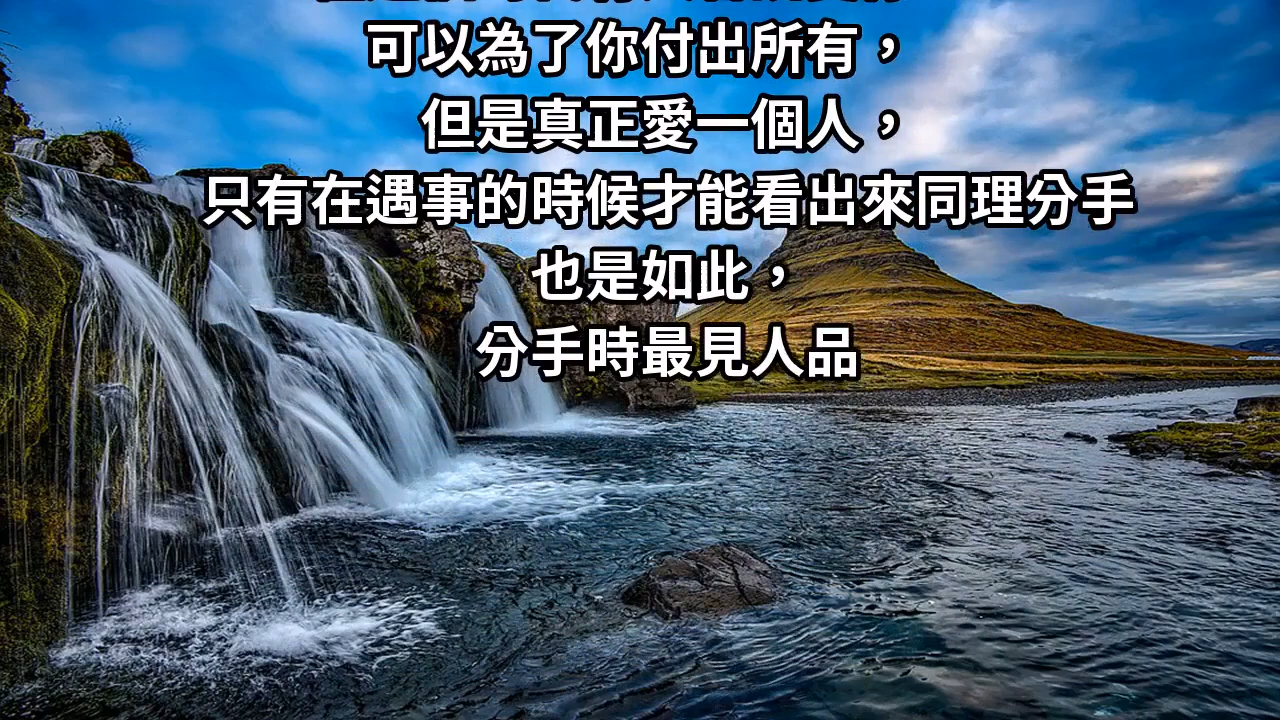 可以為了你付出所有，
但是真正愛一個人，
只有在遇事的時候才能看出來同理分手
也是如此，
分手時最見人品